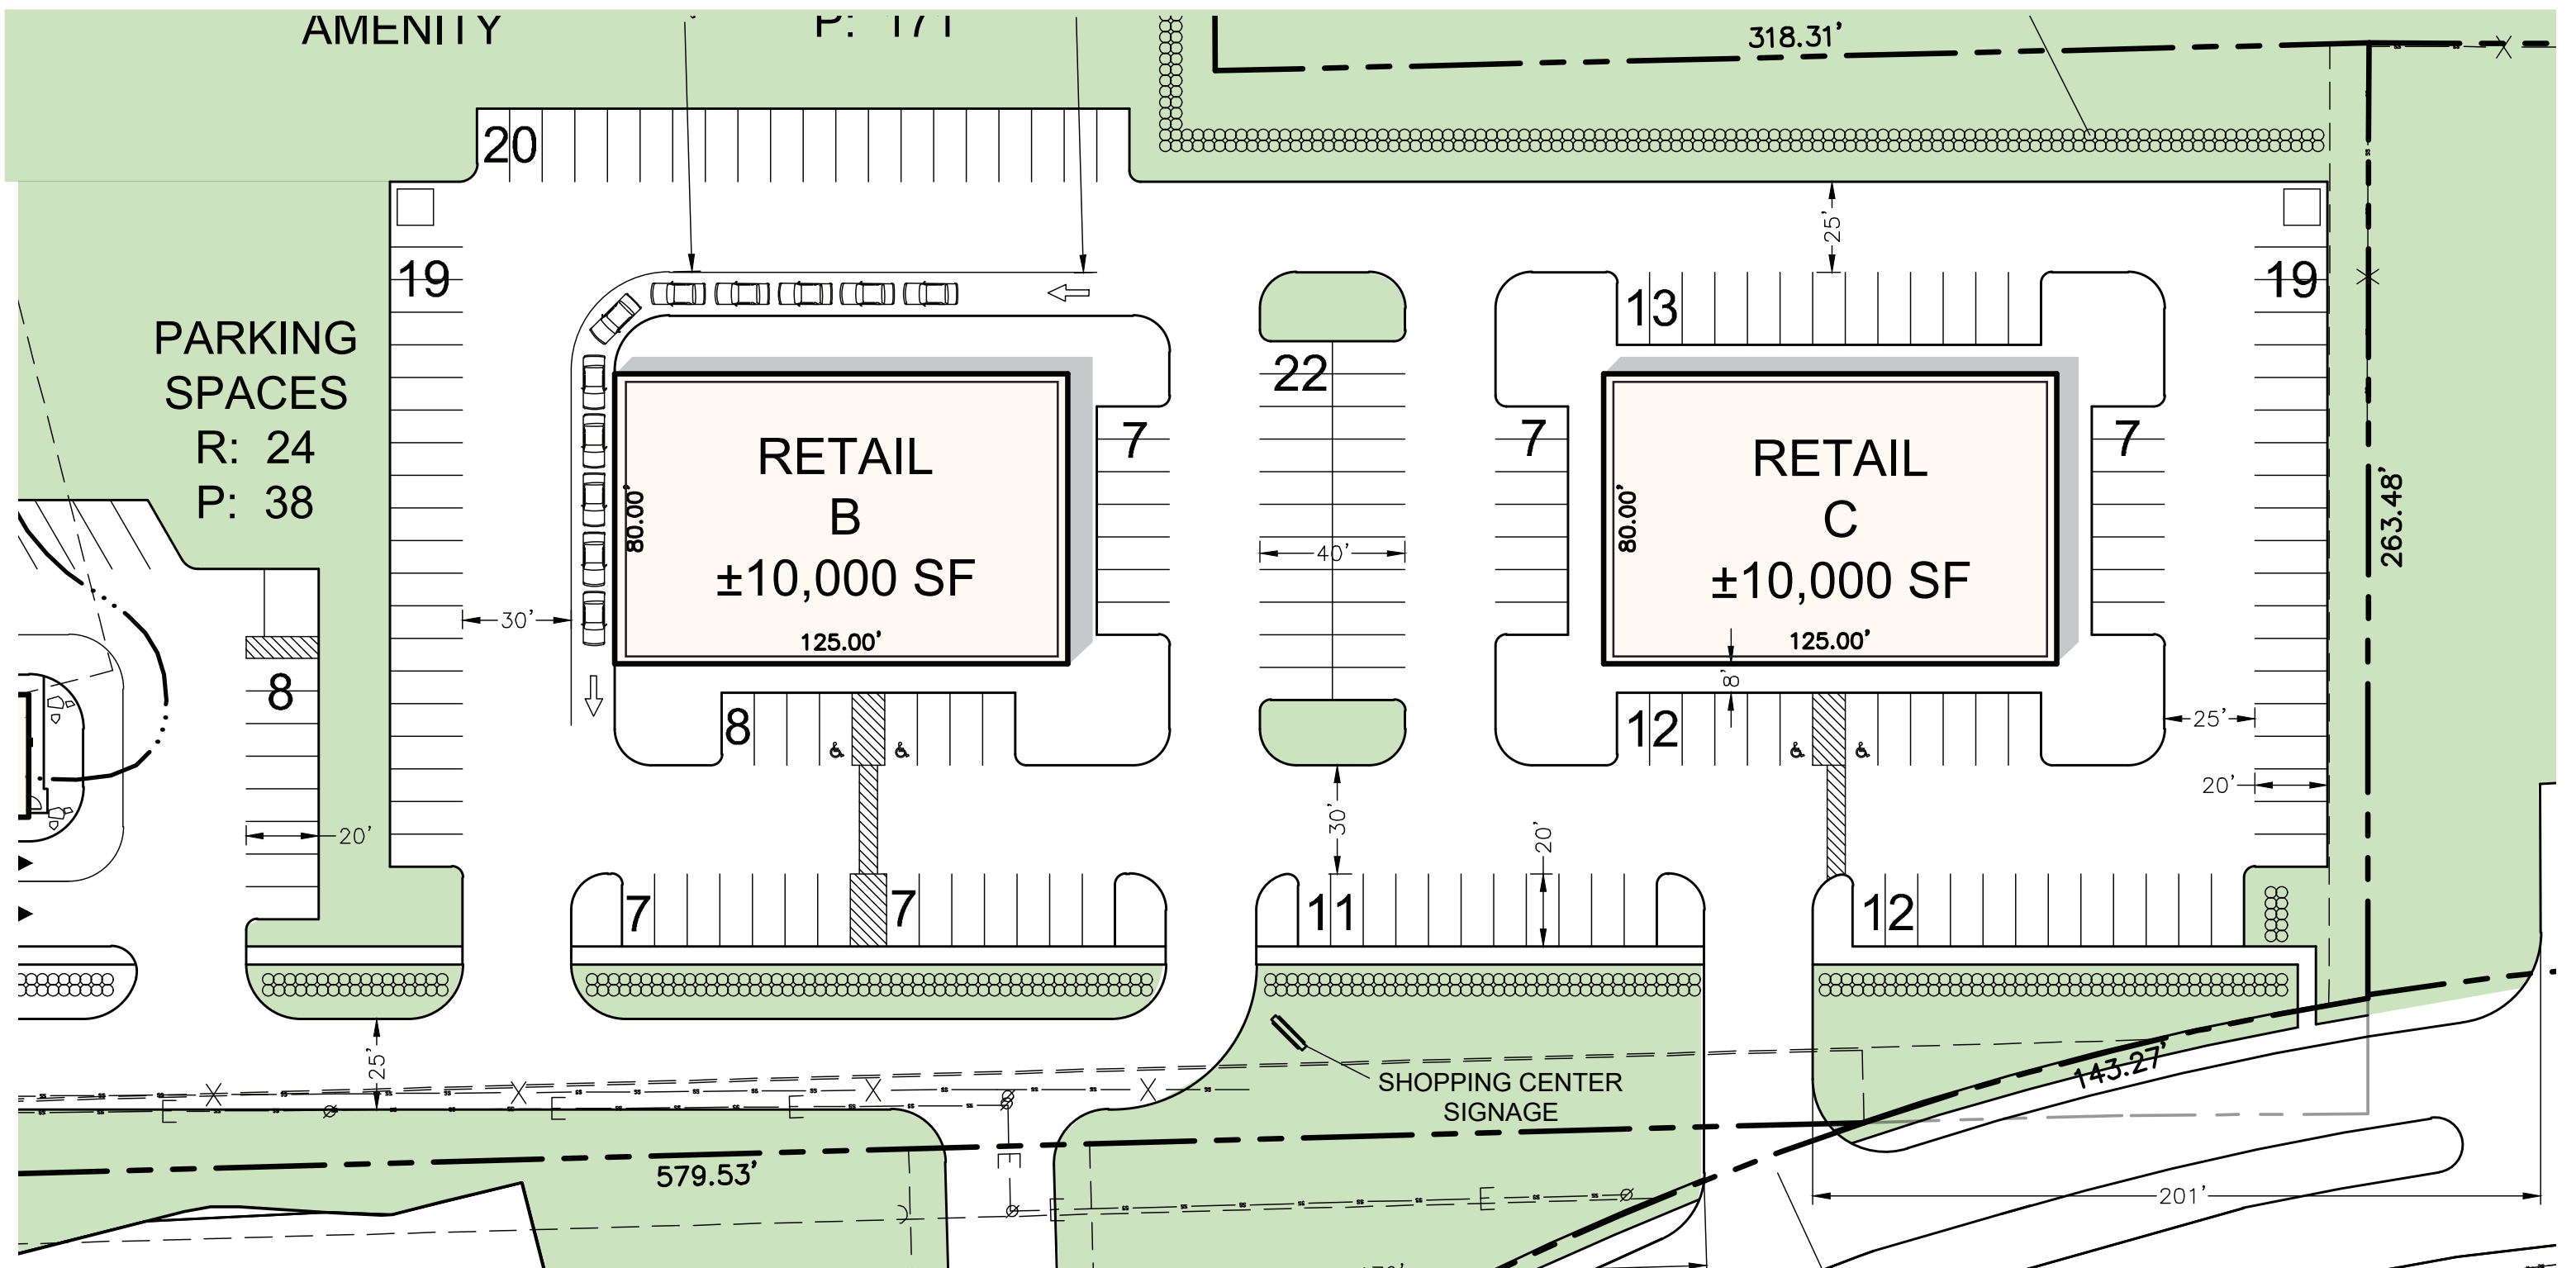 AMENITY
P: 171
318.31'
20
25'
19
19
PARKING
SPACES
R: 24
P: 38
13
22
7
7
7
RETAIL
B
±10,000 SF
80.00'
125.00'
40'
RETAIL
C
±10,000 SF
80.00'
125.00'
263.48'
30'
8'
8
8
12
25'
20'
20'
30'
20'
7
7
11
12
25'
SHOPPING CENTER
SIGNAGE
143.27'
579.53'
201'